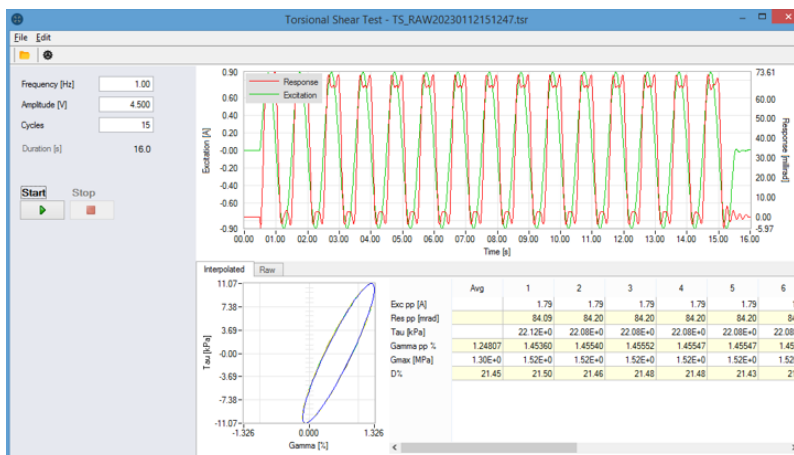 Torsional Shear Test - TS_RAW20230112151247.tsr
File Edit
Frequency [Hz] 1.00
Amplitude [V] 4.500
Cycles 15
Duration [s] 16.0
Start Stop
Response
Excitation
Excitation [A]
0.90
0.60
0.40
0.20
-0.00
-0.20
-0.40
-0.60
-0.90
Response [millirad]
73.61
60.00
50.00
40.00
30.00
20.00
10.00
0.00
-5.97
00.00 01.00 02.00 03.00 04.00 05.00 06.00 07.00 08.00 09.00 10.00 11.00 12.00 13.00 14.00 15.00 16.00
Time [s]
Interpolated Raw
Tau [kPa]
11.07
7.38
3.69
-0.00
-3.69
-7.38
-11.07
-1.326 0.000 1.326
Gamma [%]
Avg 1 2 3 4 5 6
Exc pp [A] 1.79 1.79 1.79 1.79 1.79 1
Res pp [mrad] 84.09 84.20 84.20 84.20 84.20 84
Tau [kPa] 22.12E+0 22.08E+0 22.08E+0 22.08E+0 22.08E+0 22.08E
Gamma pp % 1.24807 1.45360 1.45540 1.45552 1.45547 1.45547 1.45
Gmax [MPa] 1.30E+0 1.52E+0 1.52E+0 1.52E+0 1.52E+0 1.52E+0 1.52
D% 21.45 21.50 21.46 21.48 21.48 21.43 21